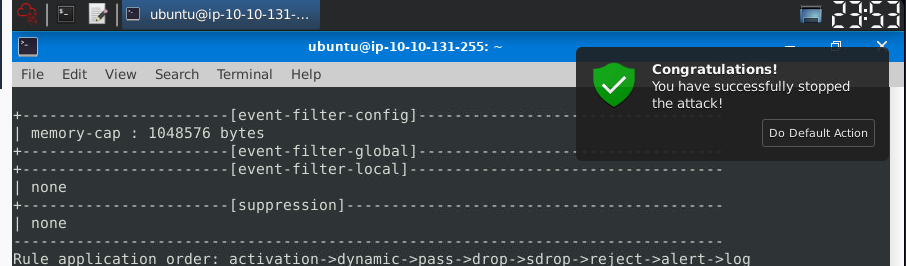 ubuntu@ip-10-10-131-...
23:53
ubuntu@ip-10-10-131-255: ~
File Edit View Search Terminal Help
Congratulations!
You have successfully stopped
the attack!
Do Default Action
+-----------------------[event-filter-config]----------------------------------
| memory-cap : 1048576 bytes
+-----------------------[event-filter-global]----------------------------------
+-----------------------[event-filter-local]-----------------------------------
| none
+-----------------------[suppression]------------------------------------------
| none
-------------------------------------------------------------------------------
Rule application order: activation->dynamic->pass->drop->sdrop->reject->alert->log